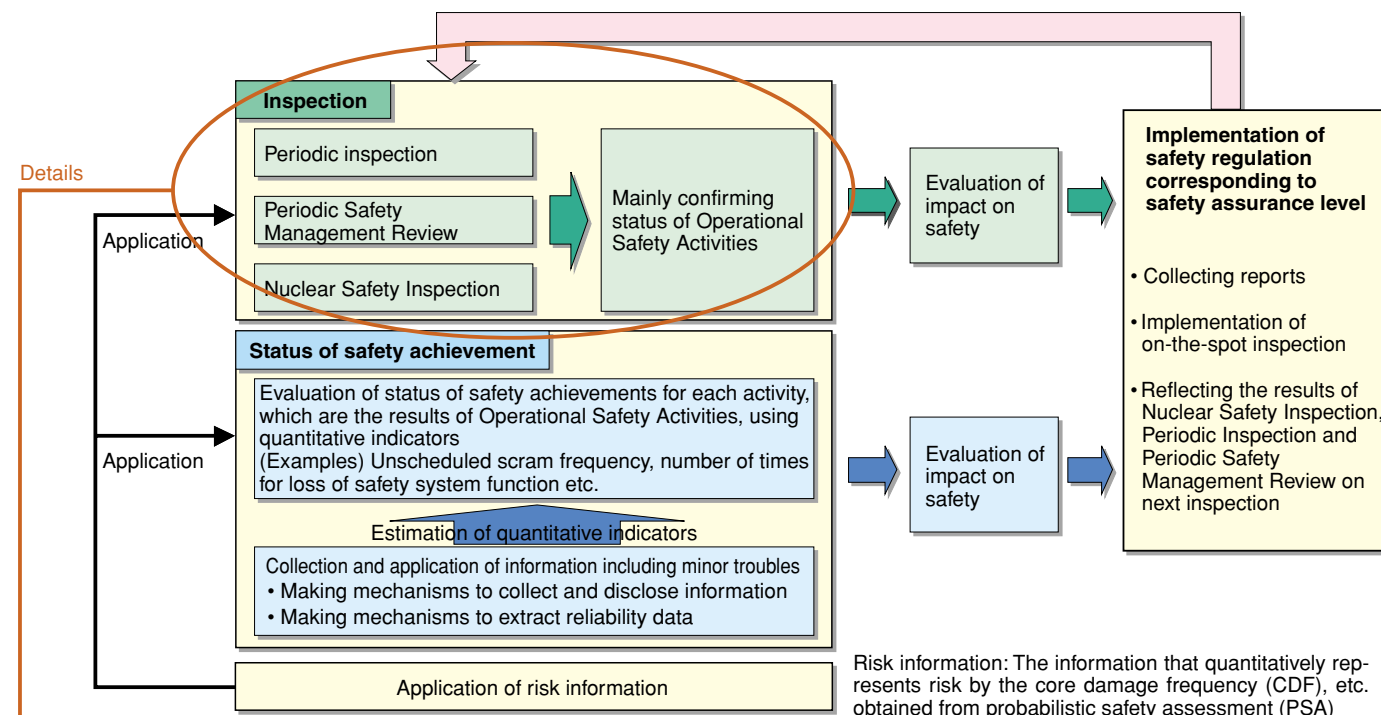 Details
Application
Application
Inspection
Periodic inspection
Periodic Safety
Management Review
Nuclear Safety Inspection
Mainly confirming
status of Operational
Safety Activities
Evaluation of
impact on
safety
Status of safety achievement
Evaluation of status of safety achievements for each activity,
which are the results of Operational Safety Activities, using
quantitative indicators
(Examples) Unscheduled scram frequency, number of times
for loss of safety system function etc.
Estimation of quantitative indicators
Collection and application of information including minor troubles
• Making mechanisms to collect and disclose information
• Making mechanisms to extract reliability data
Evaluation of
impact on
safety
Application of risk information
Implementation of
safety regulation
corresponding to
safety assurance level
• Collecting reports
• Implementation of
on-the-spot inspection
• Reflecting the results of
Nuclear Safety Inspection,
Periodic Inspection and
Periodic Safety
Management Review on
next inspection
Risk information: The information that quantitatively rep-
resents risk by the core damage frequency (CDF), etc.
obtained from probabilistic safety assessment (PSA)